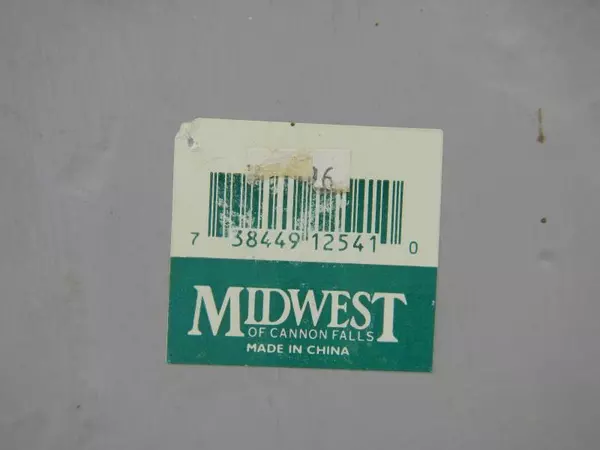 7 38449 12541 0
MIDWEST
OF CANNON FALLS
MADE IN CHINA